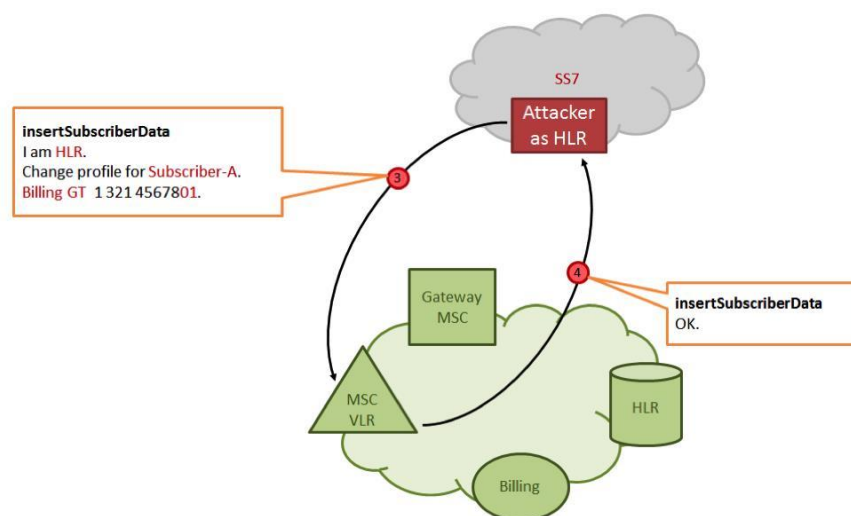 SS7
Attacker
as HLR
insertSubscriberData
I am HLR.
Change profile for Subscriber-A.
Billing GT 1 321 4567801.
3
4
Gateway
MSC
insertSubscriberData
OK.
MSC
VLR
HLR
Billing